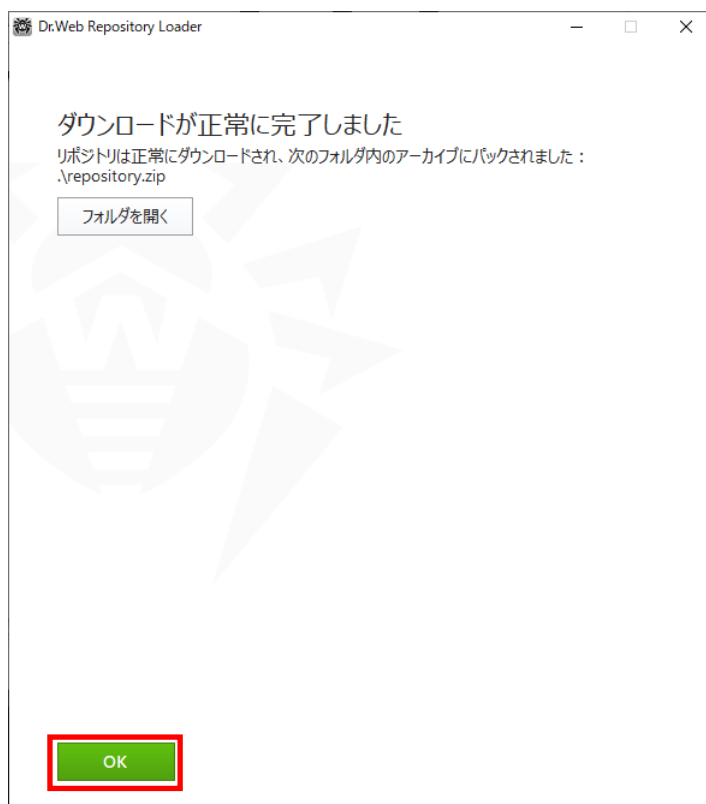 Dr.Web Repository Loader
ダウンロードが正常に完了しました
リポジトリは正常にダウンロードされ、次のフォルダ内のアーカイブにパックされました：
.\repository.zip
フォルダを開く
OK